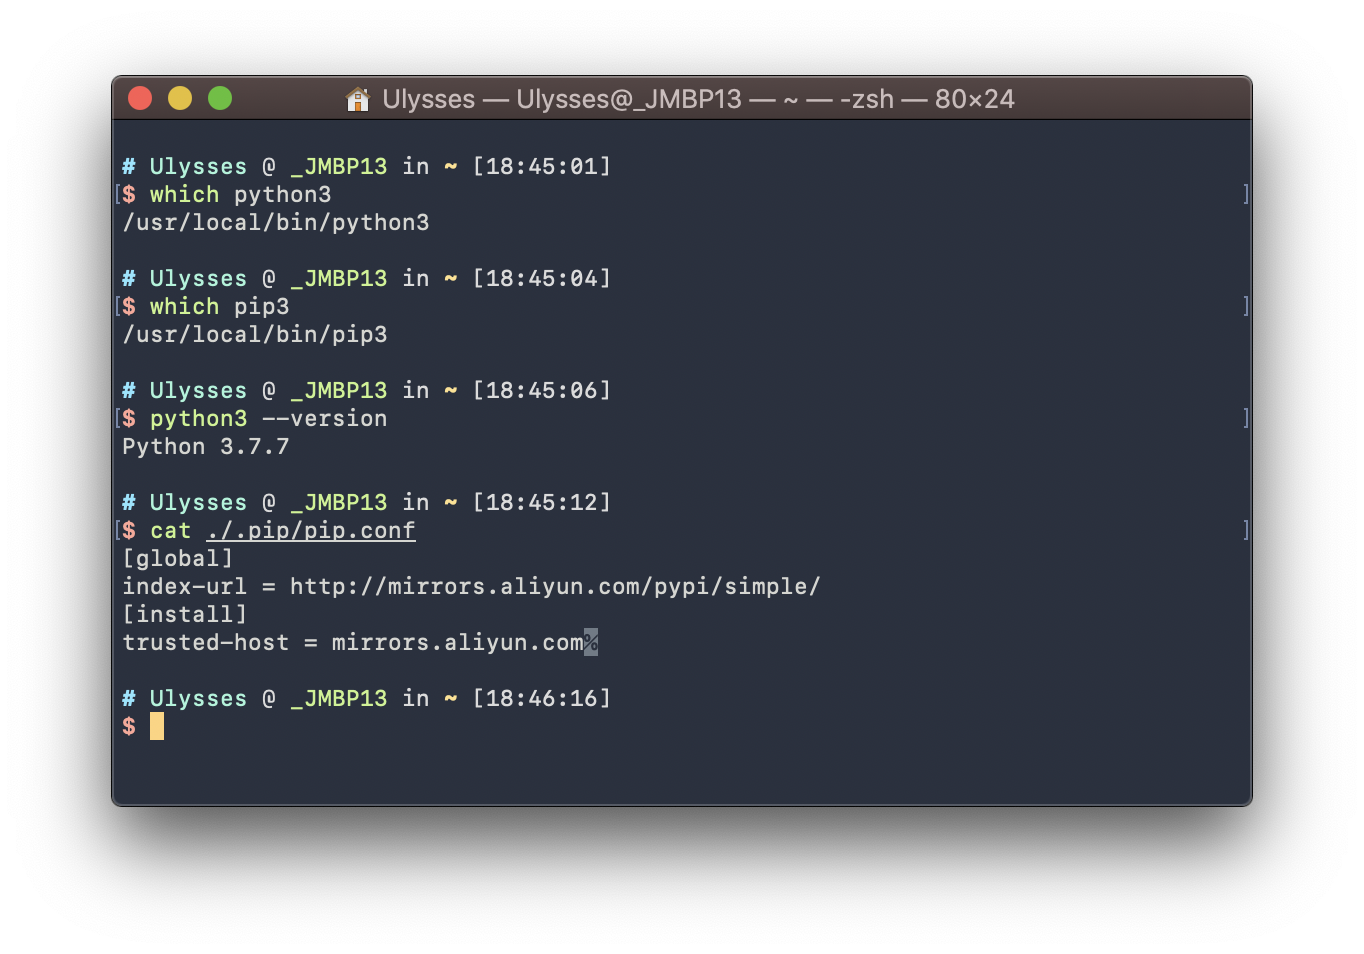 Ulysses — Ulysses@_JMBP13 — ~ — -zsh — 80×24
# Ulysses @ _JMBP13 in ~ [18:45:01]
[$ which python3 ]
/usr/local/bin/python3
# Ulysses @ _JMBP13 in ~ [18:45:04]
[$ which pip3 ]
/usr/local/bin/pip3
# Ulysses @ _JMBP13 in ~ [18:45:06]
[$ python3 --version ]
Python 3.7.7
# Ulysses @ _JMBP13 in ~ [18:45:12]
[$ cat ./.pip/pip.conf ]
[global]
index-url = http://mirrors.aliyun.com/pypi/simple/
[install]
trusted-host = mirrors.aliyun.com%
# Ulysses @ _JMBP13 in ~ [18:46:16]
$